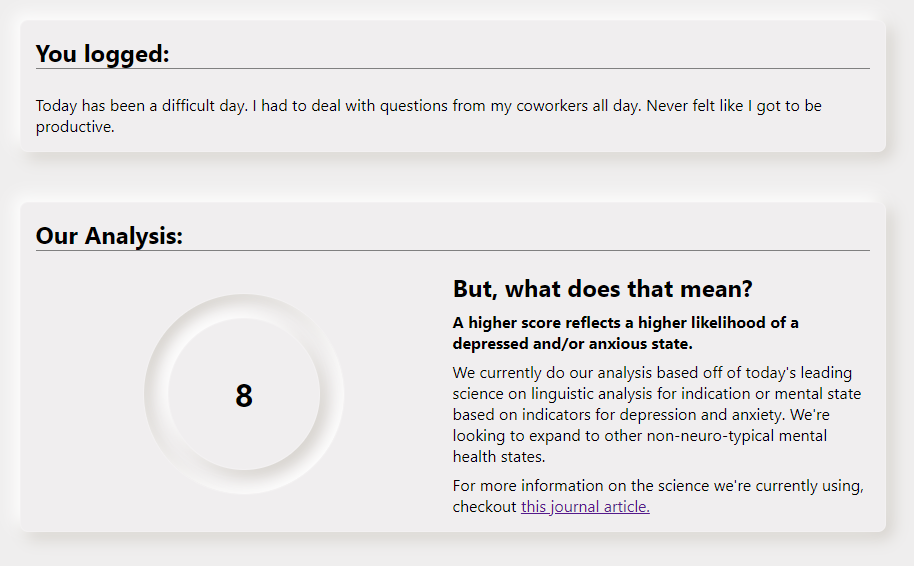 You logged:
Today has been a difficult day. I had to deal with questions from my coworkers all day. Never felt like I got to be
productive.
Our Analysis:
8
But, what does that mean?
A higher score reflects a higher likelihood of a
depressed and/or anxious state.
We currently do our analysis based off of today's leading
science on linguistic analysis for indication or mental state
based on indicators for depression and anxiety. We're
looking to expand to other non-neuro-typical mental
health states.
For more information on the science we're currently using,
checkout this journal article.